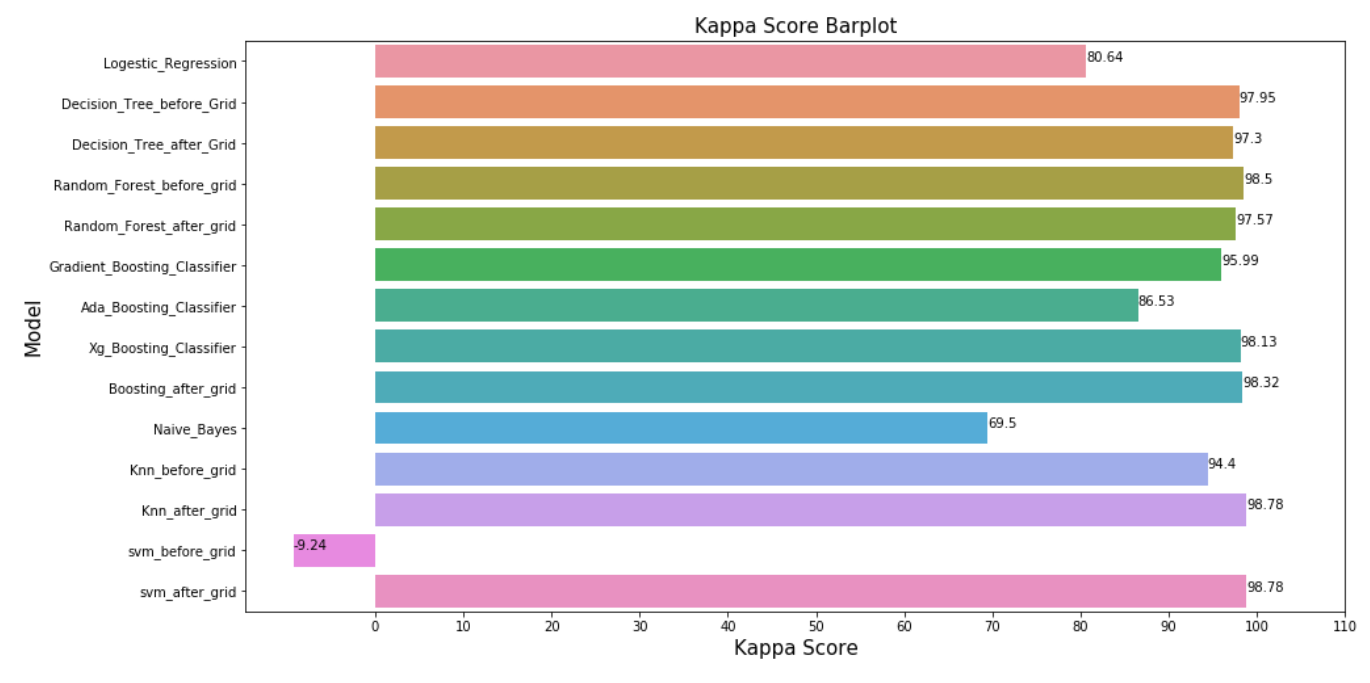 Kappa Score Barplot
Logestic_Regression
80.64
Decision_Tree_before_Grid
97.95
Decision_Tree_after_Grid
97.3
Random_Forest_before_grid
98.5
Random_Forest_after_grid
97.57
Gradient_Boosting_Classifier
95.99
Ada_Boosting_Classifier
86.53
Xg_Boosting_Classifier
98.13
Boosting_after_grid
98.32
Naive_Bayes
69.5
Knn_before_grid
94.4
Knn_after_grid
98.78
svm_before_grid
-9.24
svm_after_grid
98.78
Model
0 10 20 30 40 50 60 70 80 90 100 110
Kappa Score